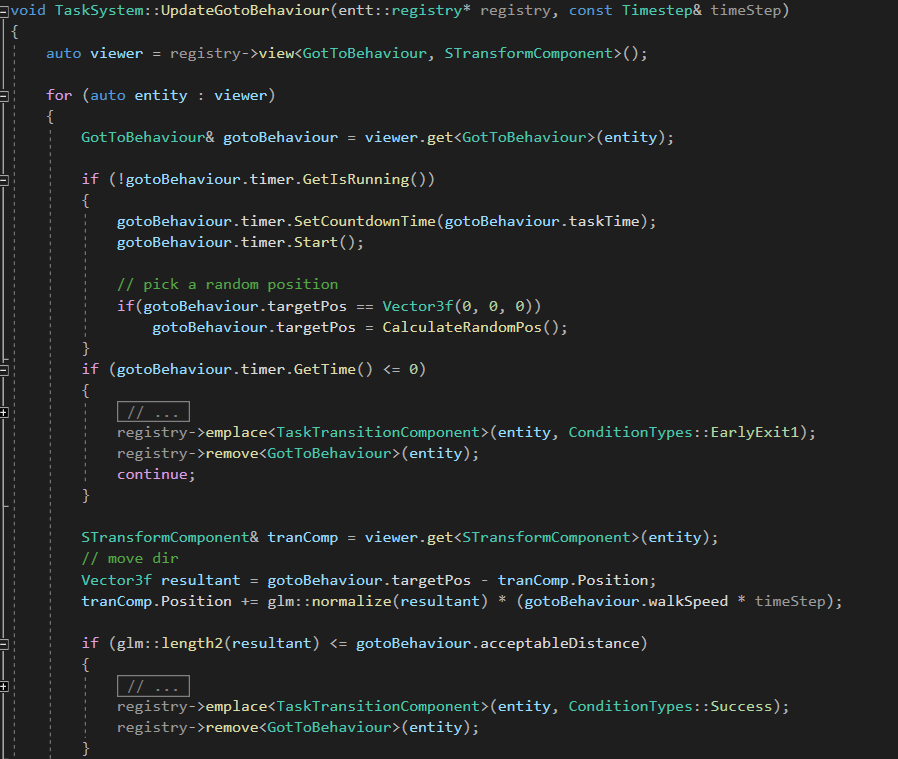 void TaskSystem::UpdateGotoBehaviour(entt::registry* registry, const Timestep& timeStep)
{
    auto viewer = registry->view<GotToBehaviour, STransformComponent>();

    for (auto entity : viewer)
    {
        GotToBehaviour& gotoBehaviour = viewer.get<GotToBehaviour>(entity);

        if (!gotoBehaviour.timer.GetIsRunning())
        {
            gotoBehaviour.timer.SetCountdownTime(gotoBehaviour.taskTime);
            gotoBehaviour.timer.Start();

            // pick a random position
            if(gotoBehaviour.targetPos == Vector3f(0, 0, 0))
                gotoBehaviour.targetPos = CalculateRandomPos();
        }
        if (gotoBehaviour.timer.GetTime() <= 0)
        {
            // ...
            registry->emplace<TaskTransitionComponent>(entity, ConditionTypes::EarlyExit1);
            registry->remove<GotToBehaviour>(entity);
            continue;
        }

        STransformComponent& tranComp = viewer.get<STransformComponent>(entity);
        // move dir
        Vector3f resultant = gotoBehaviour.targetPos - tranComp.Position;
        tranComp.Position += glm::normalize(resultant) * (gotoBehaviour.walkSpeed * timeStep);

        if (glm::length2(resultant) <= gotoBehaviour.acceptableDistance)
        {
            // ...
            registry->emplace<TaskTransitionComponent>(entity, ConditionTypes::Success);
            registry->remove<GotToBehaviour>(entity);
        }